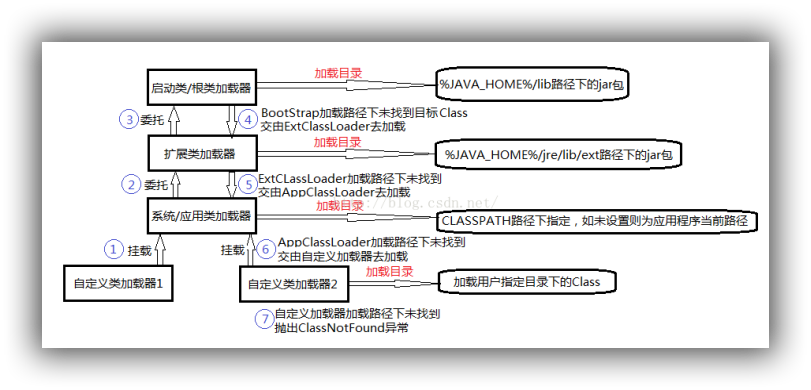 加载目录
启动类/根类加载器
%JAVA_HOME%/lib路径下的jar包
③ 委托
④ BootStrap加载路径下未找到目标Class
交由ExtClassLoader去加载
加载目录
扩展类加载器
%JAVA_HOME%/jre/lib/ext路径下的jar包
② 委托
⑤ ExtCLassLoader加载路径下未找到
交由AppClassLoader去加载
http://blog.csdn.net/
加载目录
系统/应用类加载器
CLASSPATH路径下指定，如未设置则为应用程序当前路径
① 挂载
挂载
⑥ AppClassLoader加载路径下未找到
交由自定义加载器去加载
加载目录
自定义类加载器1
自定义类加载器2
加载用户指定目录下的Class
⑦ 自定义加载器加载路径下未找到
抛出ClassNotFound异常